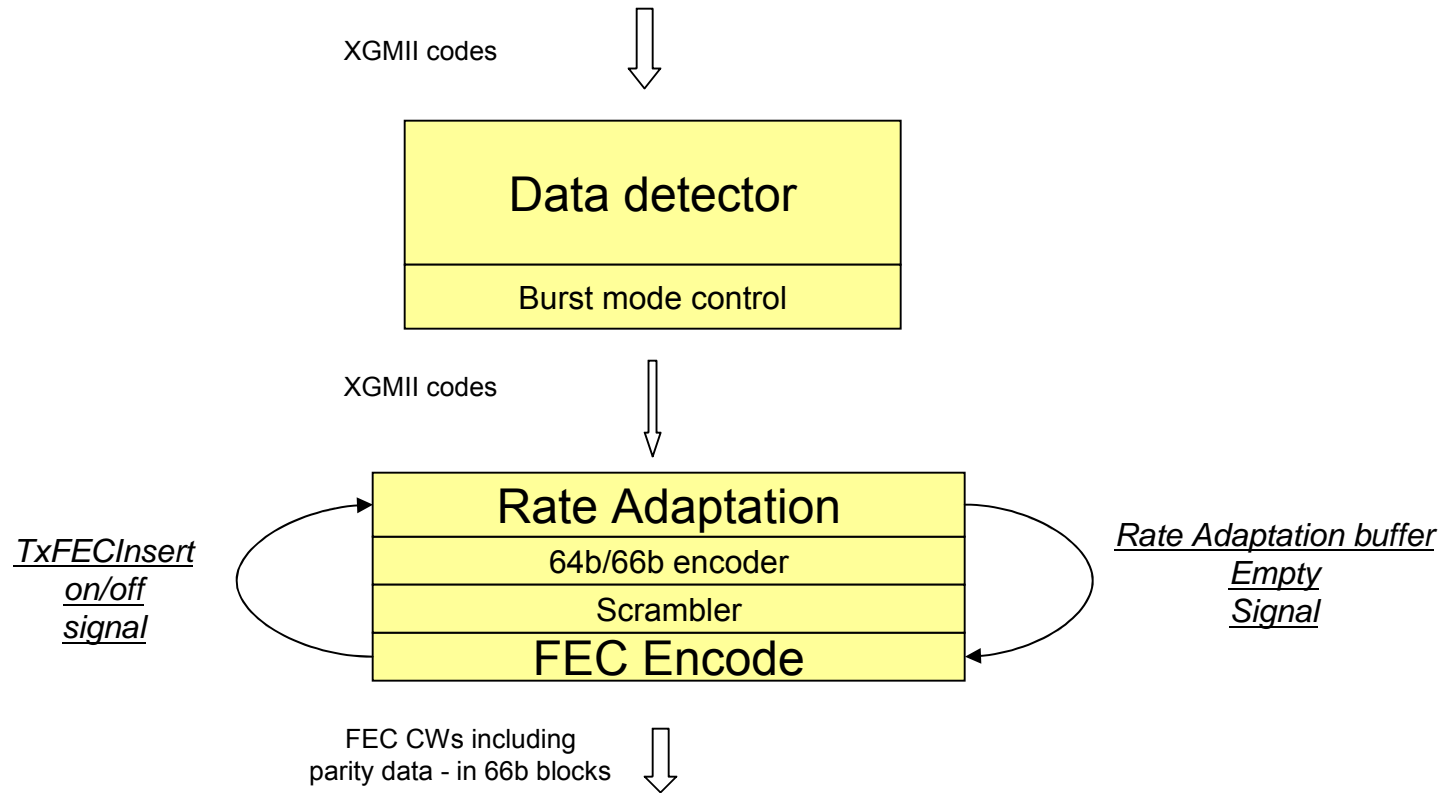 XGMII codes
Data detector
Burst mode control
XGMII codes
Rate Adaptation
64b/66b encoder
Scrambler
FEC Encode
TxFECInsert
on/off
signal
Rate Adaptation buffer
Empty
Signal
FEC CWs including
parity data - in 66b blocks